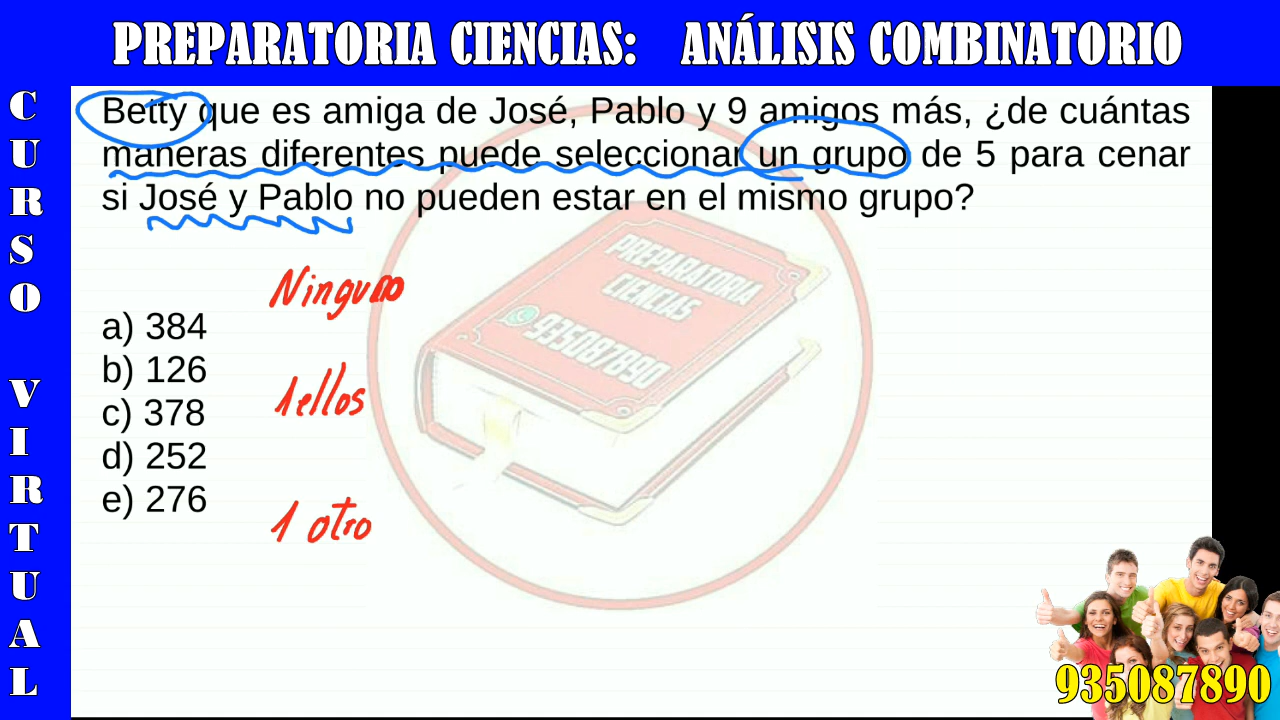 PREPARATORIA CIENCIAS: ANÁLISIS COMBINATORIO
CURSO VIRTUAL
Betty que es amiga de José, Pablo y 9 amigos más, ¿de cuántas
maneras diferentes puede seleccionar un grupo de 5 para cenar
si José y Pablo no pueden estar en el mismo grupo?
Ninguno
a) 384
b) 126
1 ellos
c) 378
d) 252
e) 276
1 otro
PREPARATORIA
CIENCIAS
935087890
935087890